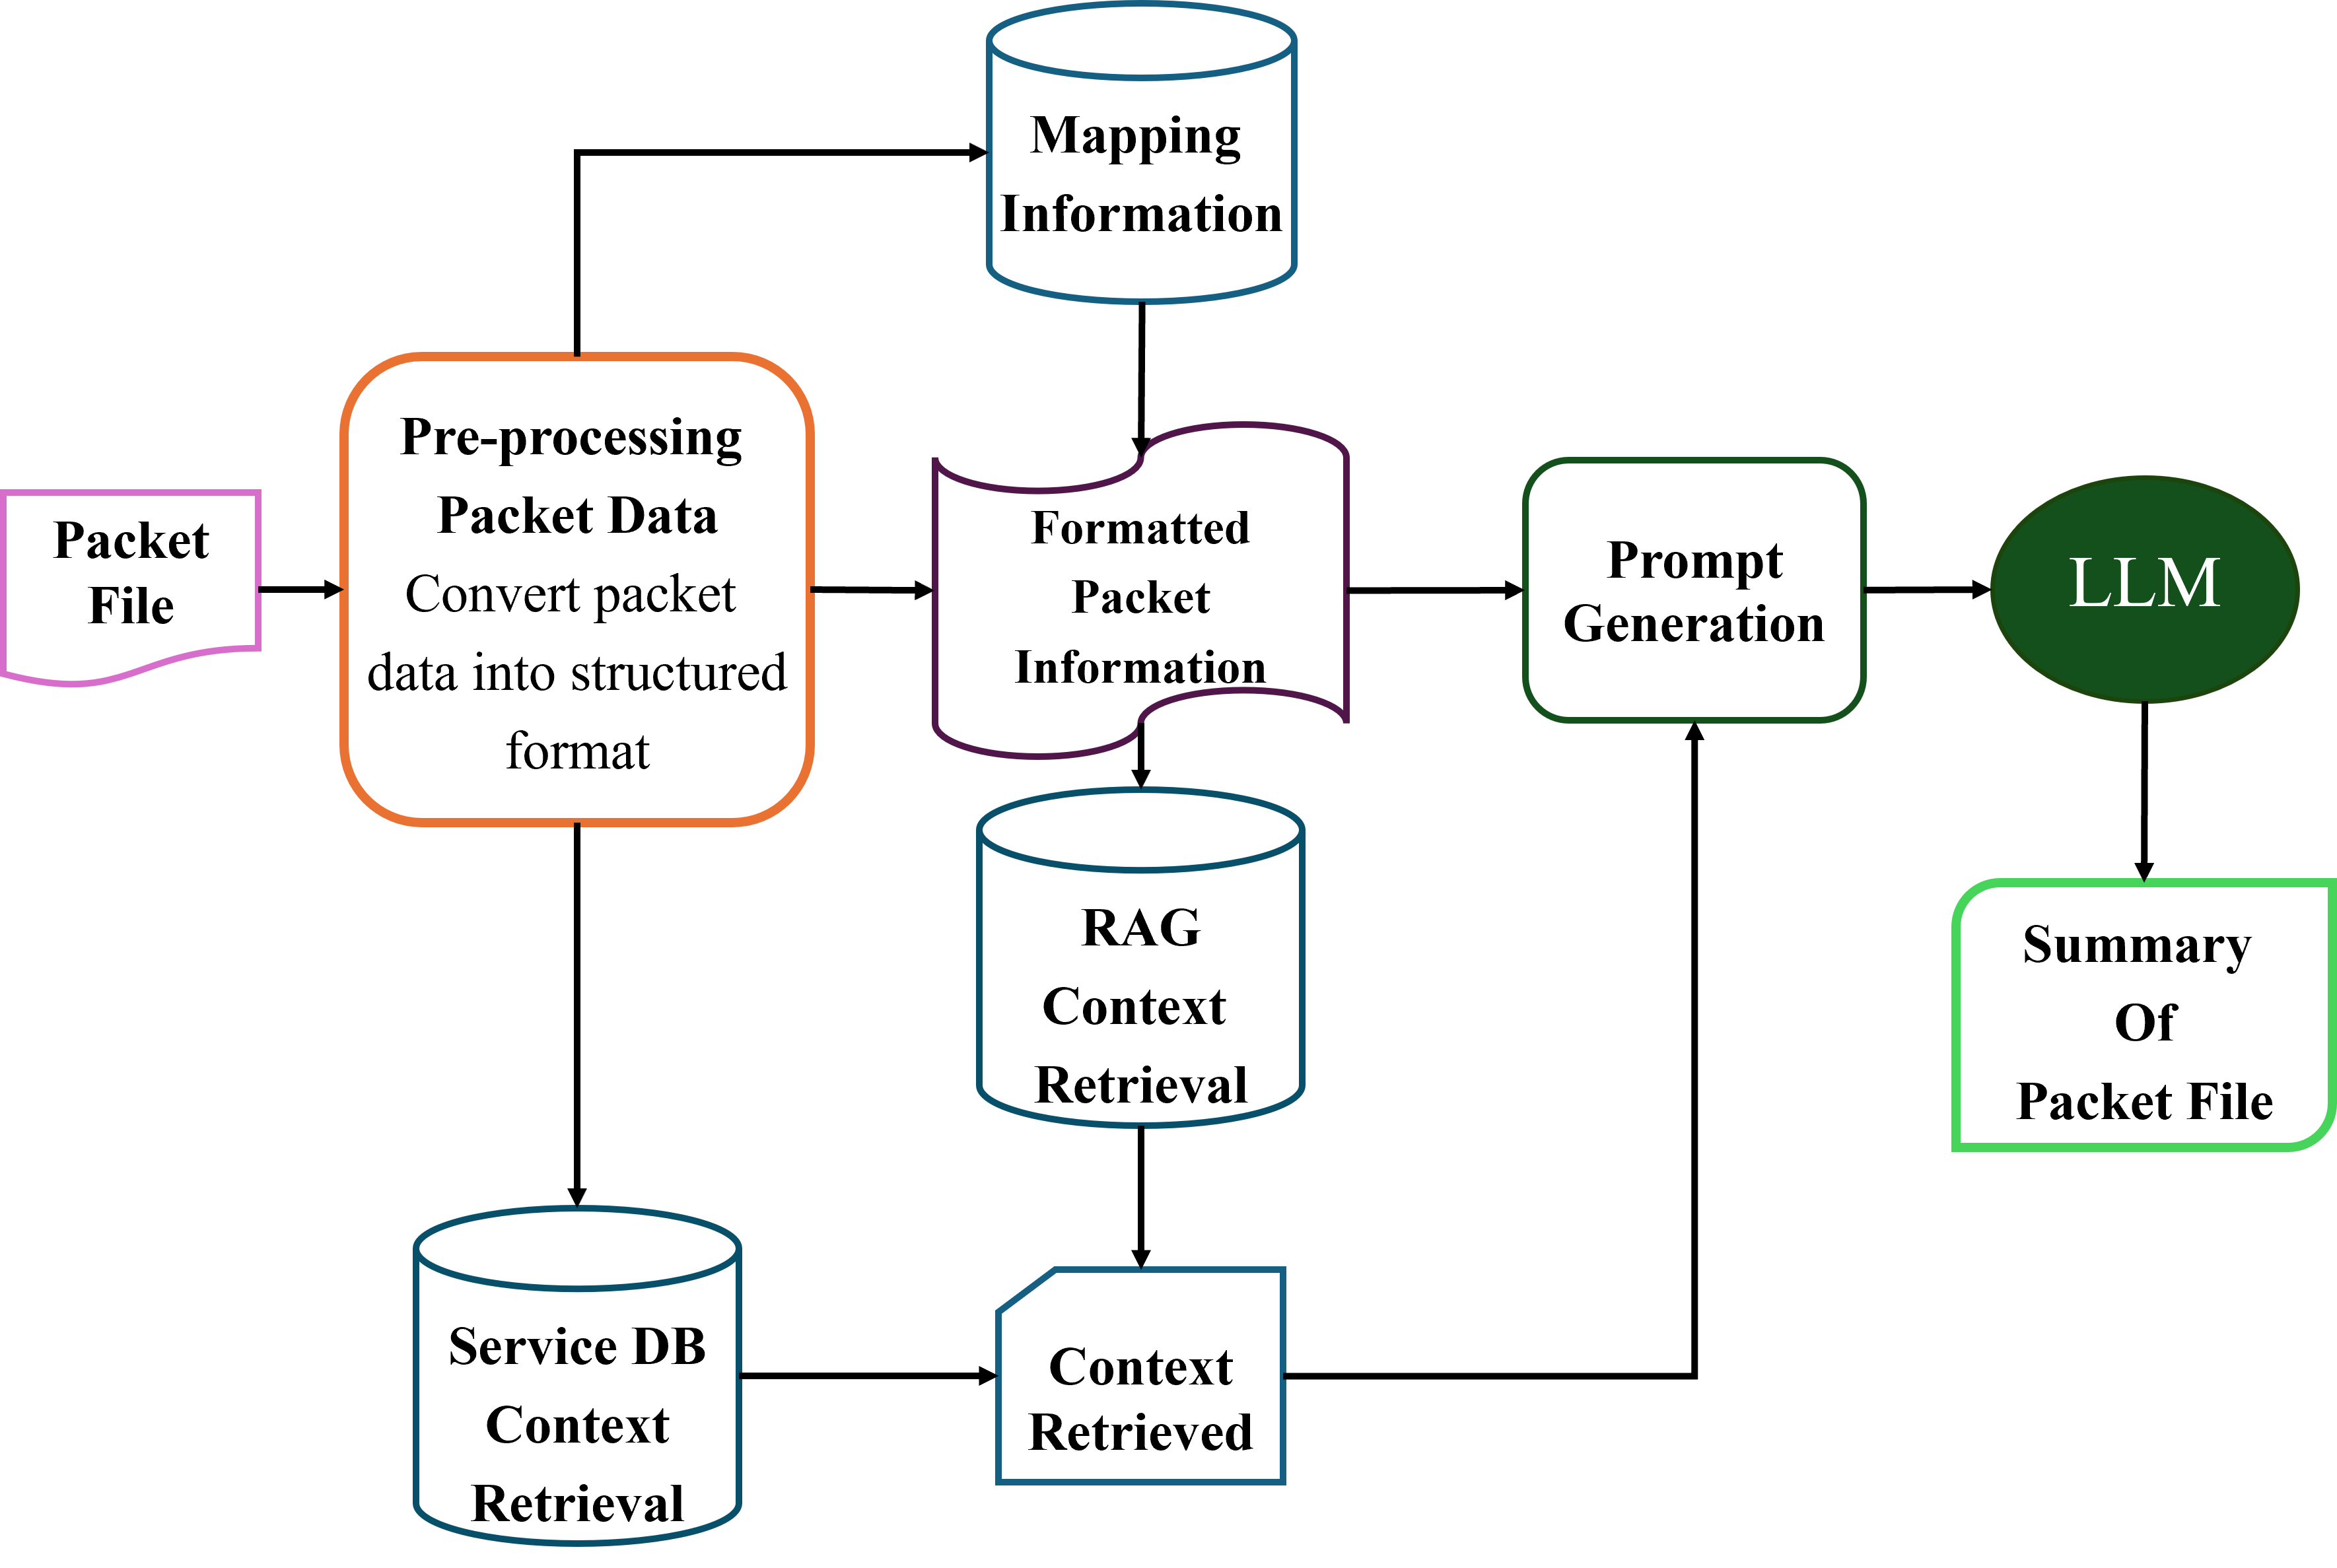 Mapping
Information
Packet
File
Pre-processing
Packet Data
Convert packet
data into structured
format
Formatted
Packet
Information
Prompt
Generation
LLM
RAG
Context
Retrieval
Summary
Of
Packet File
Service DB
Context
Retrieval
Context
Retrieved